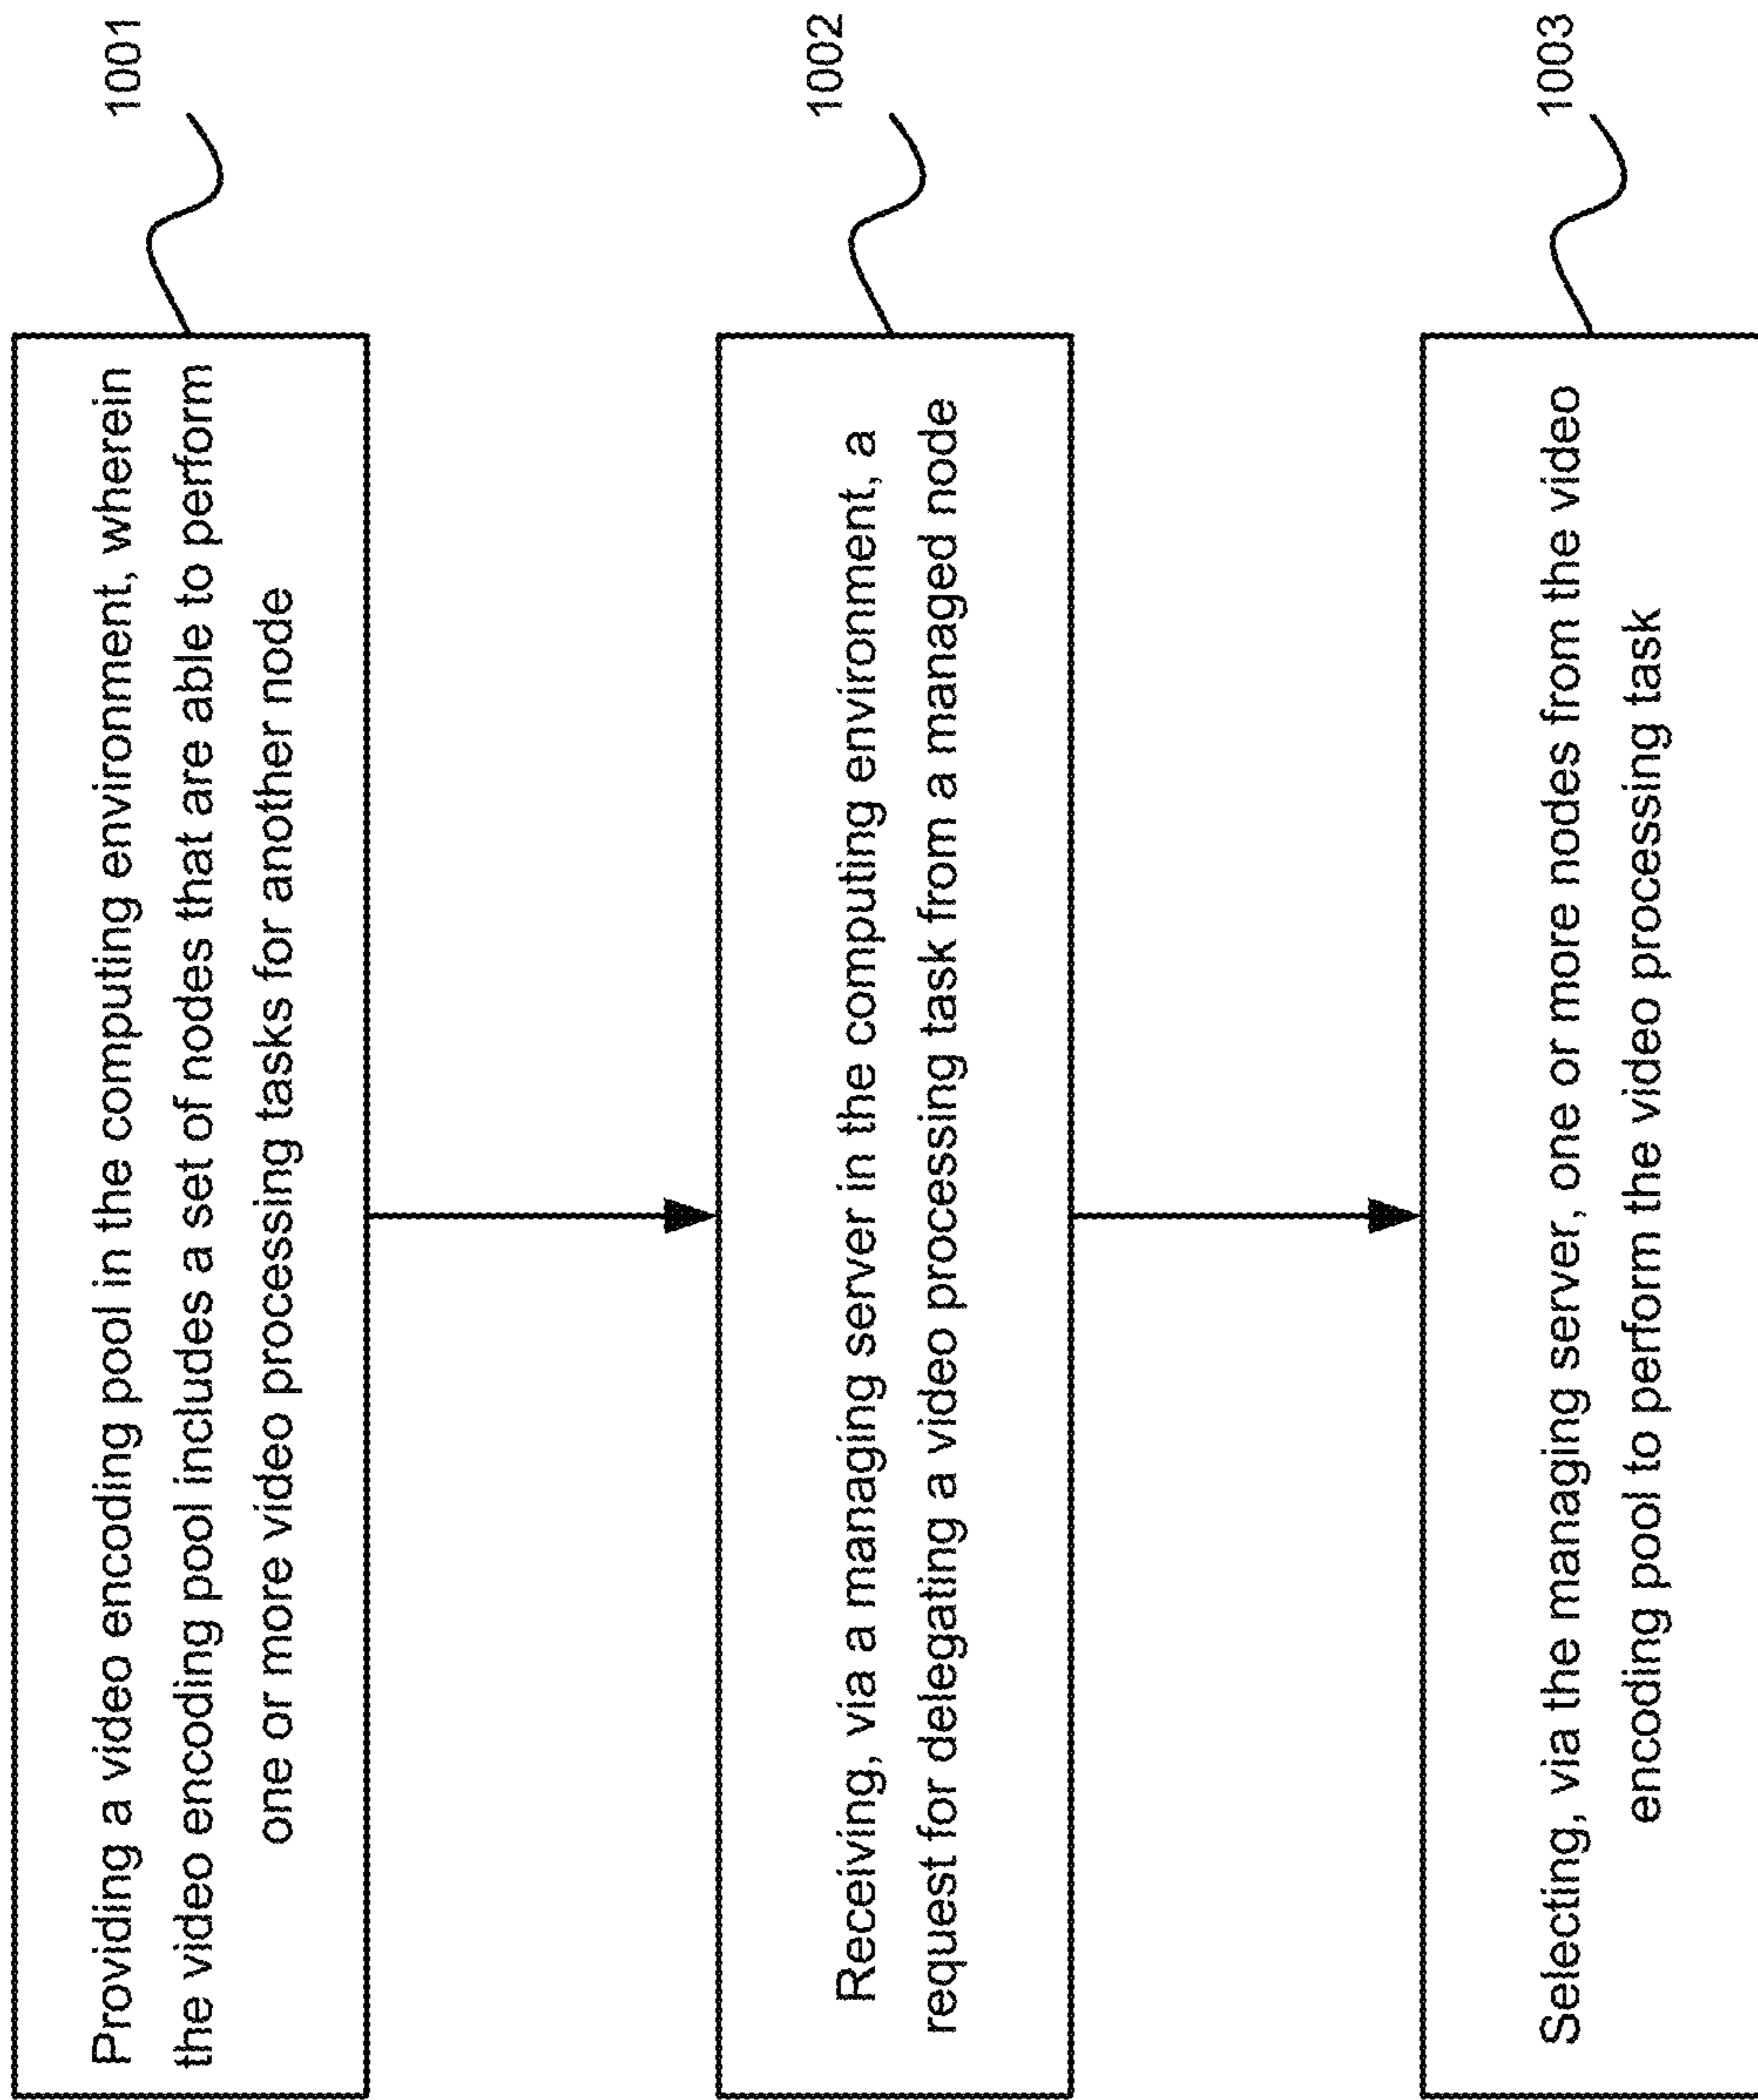 Providing a video encoding pool in the computing environment, wherein
the video encoding pool includes a set of nodes that are able to perform
one or more video processing tasks for another node
1001
Receiving, via a managing server in the computing environment, a
request for delegating a video processing task from a managed node
1002
Selecting, via the managing server, one or more nodes from the video
encoding pool to perform the video processing task
1003